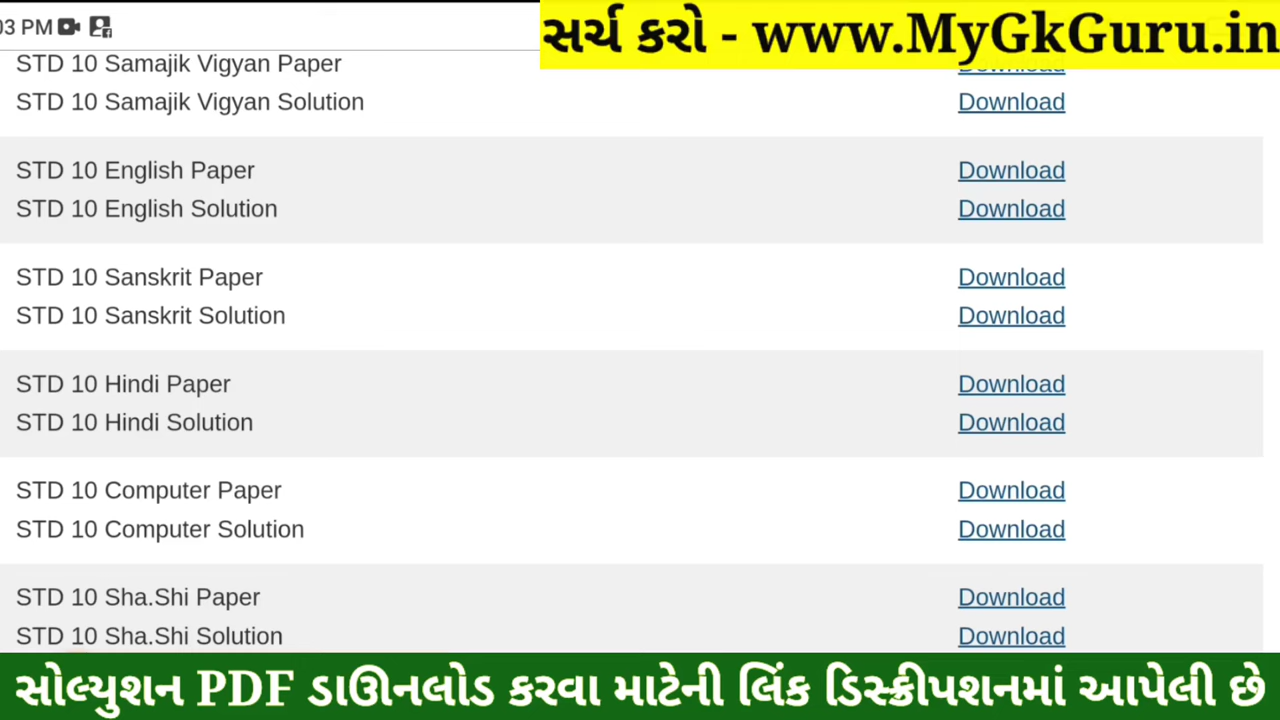 03 PM
સર્ચ કરો - www.MyGkGuru.in
STD 10 Samajik Vigyan Paper Download
STD 10 Samajik Vigyan Solution Download
STD 10 English Paper Download
STD 10 English Solution Download
STD 10 Sanskrit Paper Download
STD 10 Sanskrit Solution Download
STD 10 Hindi Paper Download
STD 10 Hindi Solution Download
STD 10 Computer Paper Download
STD 10 Computer Solution Download
STD 10 Sha.Shi Paper Download
STD 10 Sha.Shi Solution Download
સોલ્યુશન PDF ડાઊનલોડ કરવા માટેની લિંક ડિસ્ક્રીપશનમાં આપેલી છે